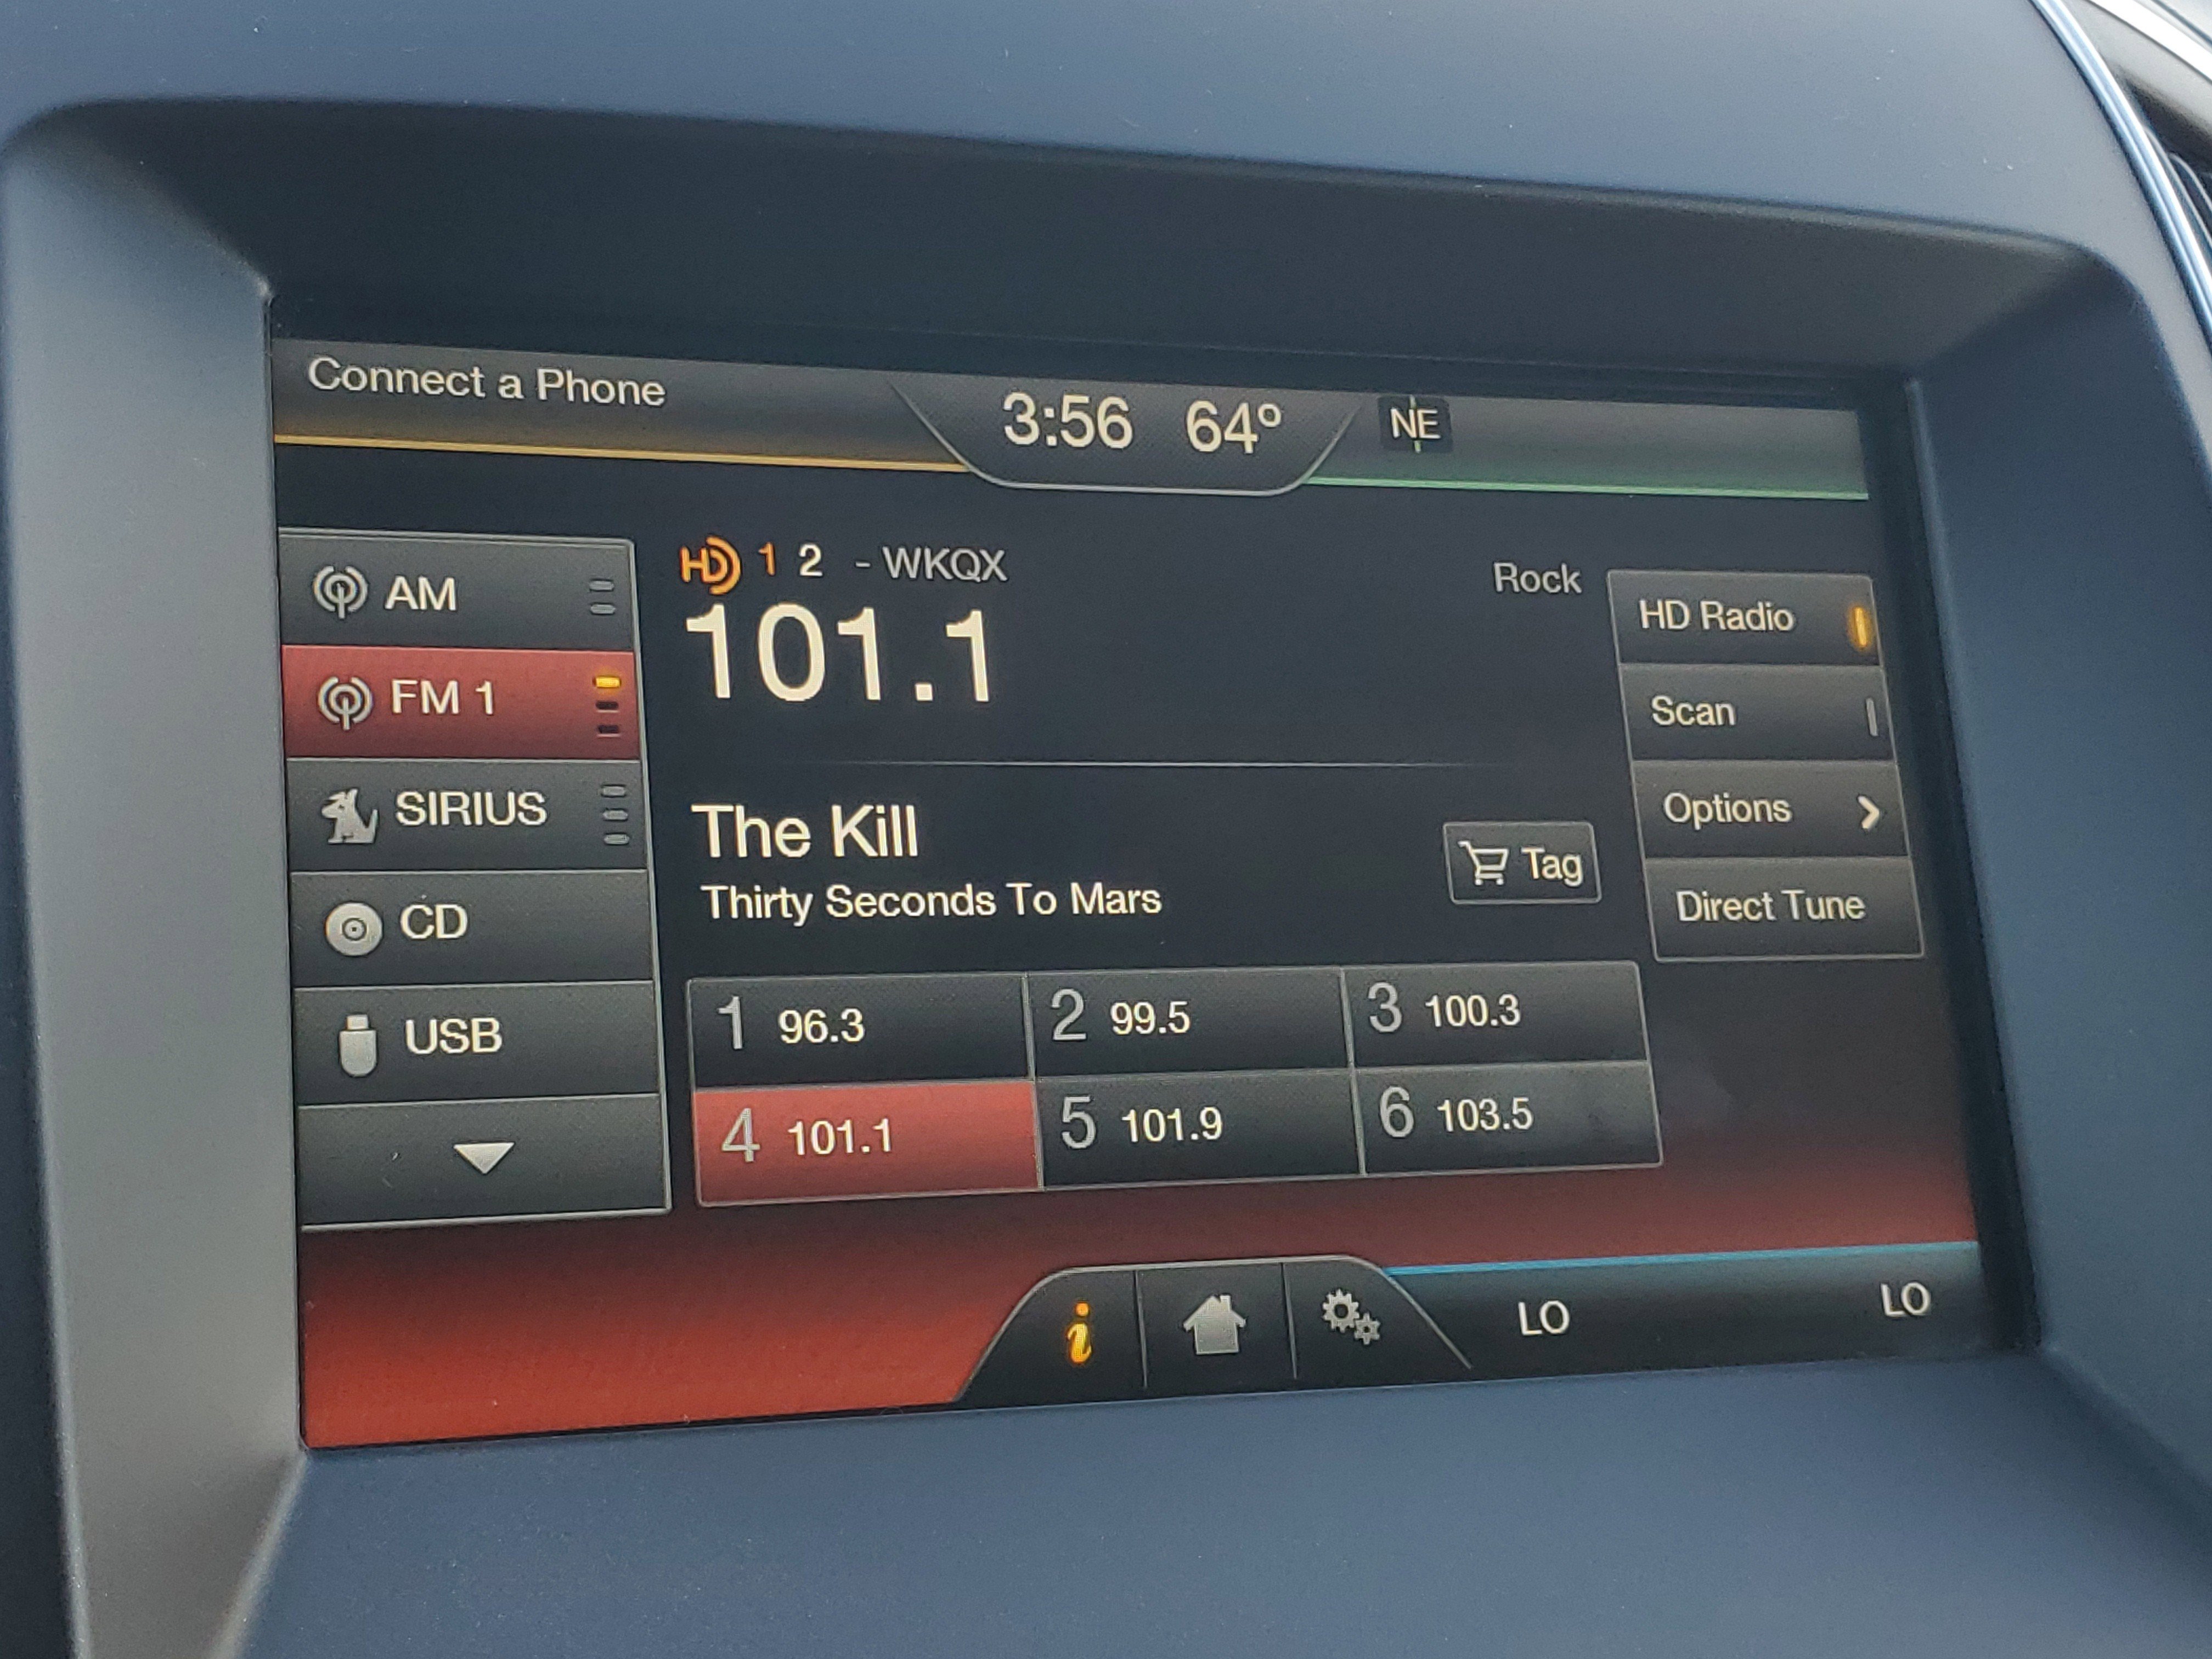 Connect a Phone
3:56 64° NE
AM
FM 1
SIRIUS
CD
USB
HD 1 2 - WKQX
101.1
Rock
The Kill
Thirty Seconds To Mars
Tag
1 96.3
2 99.5
3 100.3
4 101.1
5 101.9
6 103.5
HD Radio
Scan
Options
Direct Tune
i
LO
LO